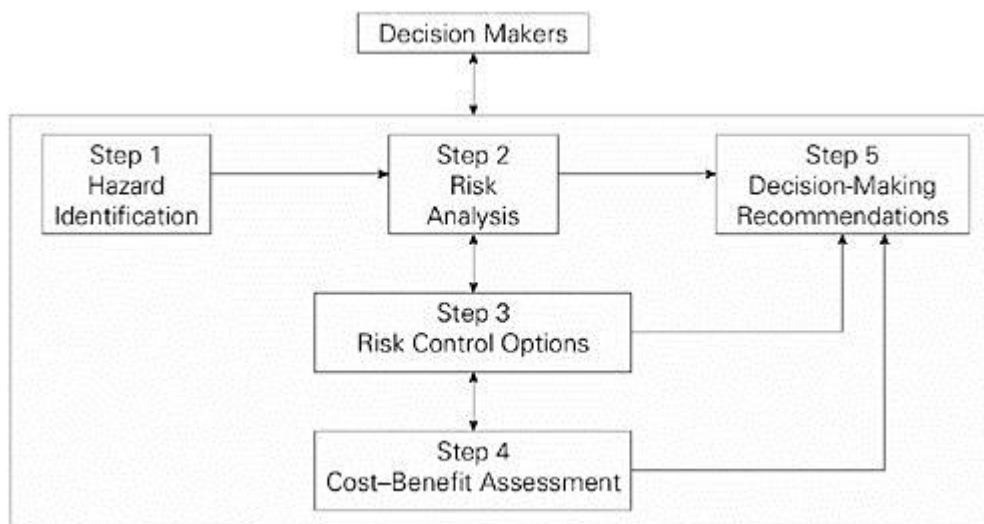 Decision Makers
Step 1
Hazard
Identification
Step 2
Risk
Analysis
Step 5
Decision-Making
Recommendations
Step 3
Risk Control Options
Step 4
Cost–Benefit Assessment